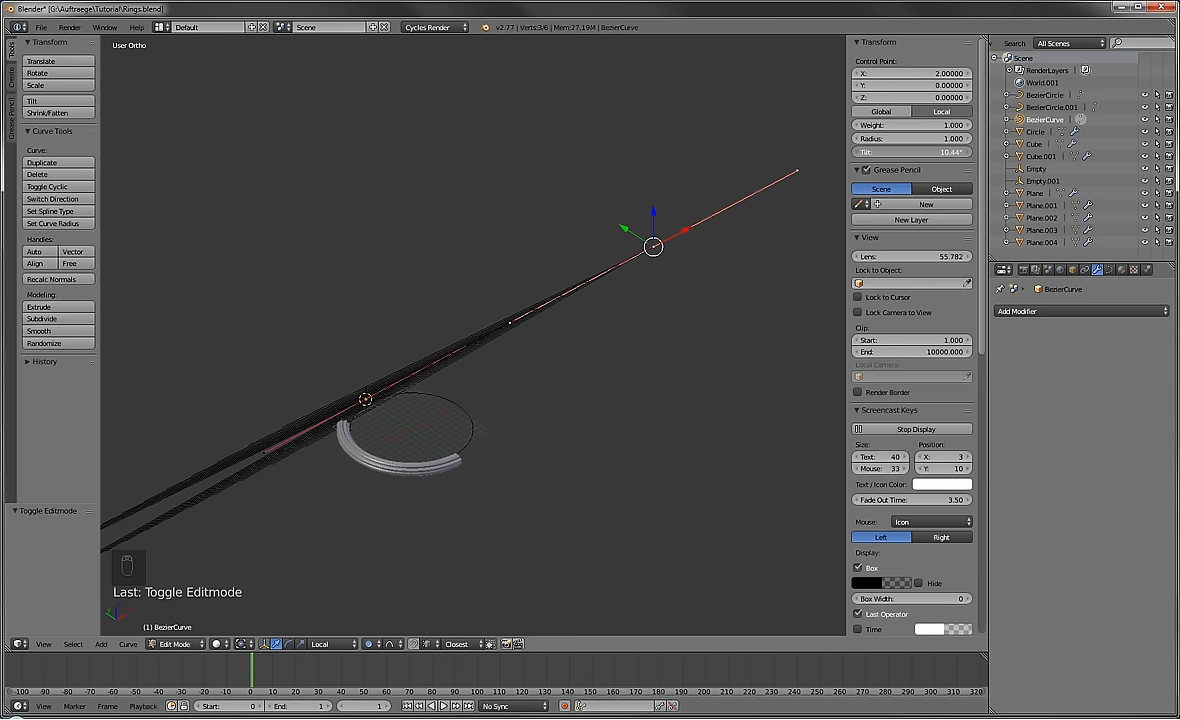 Blender* [G:\Auftraege\Tutorial\Rings.blend]
File Render Window Help Default Scene Cycles Render v2.77 | Verts:3/6 | Mem:27.19M | BezierCurve
Tools
Create
Grease Pencil
Transform
Translate
Rotate
Scale
Tilt
Shrink/Fatten
Curve Tools
Curve:
Duplicate
Delete
Toggle Cyclic
Switch Direction
Set Spline Type
Set Curve Radius
Handles:
Auto Vector
Align Free
Recalc Normals
Modeling:
Extrude
Subdivide
Smooth
Randomize
History
Toggle Editmode
User Ortho
Last: Toggle Editmode
(1) BezierCurve
Transform
Control Point:
X: 2.00000
Y: 0.00000
Z: 0.00000
Global Local
Weight: 1.000
Radius: 1.000
Tilt: 10.44°
Grease Pencil
Scene Object
New
New Layer
View
Lens: 55.782
Lock to Object:
Lock to Cursor
Lock Camera to View
Clip:
Start: 1.000
End: 10000.000
Local Camera:
Render Border
Screencast Keys
Stop Display
Size: Position:
Text: 40 X: 3
Mouse: 33 Y: 10
Text / Icon Color:
Fade Out Time: 3.50
Mouse: Icon
Left Right
Display:
Box
Hide
Box Width: 0
Last Operator
Time
Search All Scenes
Scene
RenderLayers |
World.001
BezierCircle |
BezierCircle.001 |
BezierCurve |
Circle |
Cube |
Cube.001 |
Empty
Empty.001
Plane |
Plane.001 |
Plane.002 |
Plane.003 |
Plane.004 |
BezierCurve
Add Modifier
View Select Add Curve Edit Mode Local Closest
-100 -90 -80 -70 -60 -50 -40 -30 -20 -10 0 10 20 30 40 50 60 70 80 90 100 110 120 130 140 150 160 170 180 190 200 210 220 230 240 250 260 270 280 290 300 310 320
View Marker Frame Playback Start: 0 End: 1 1 No Sync